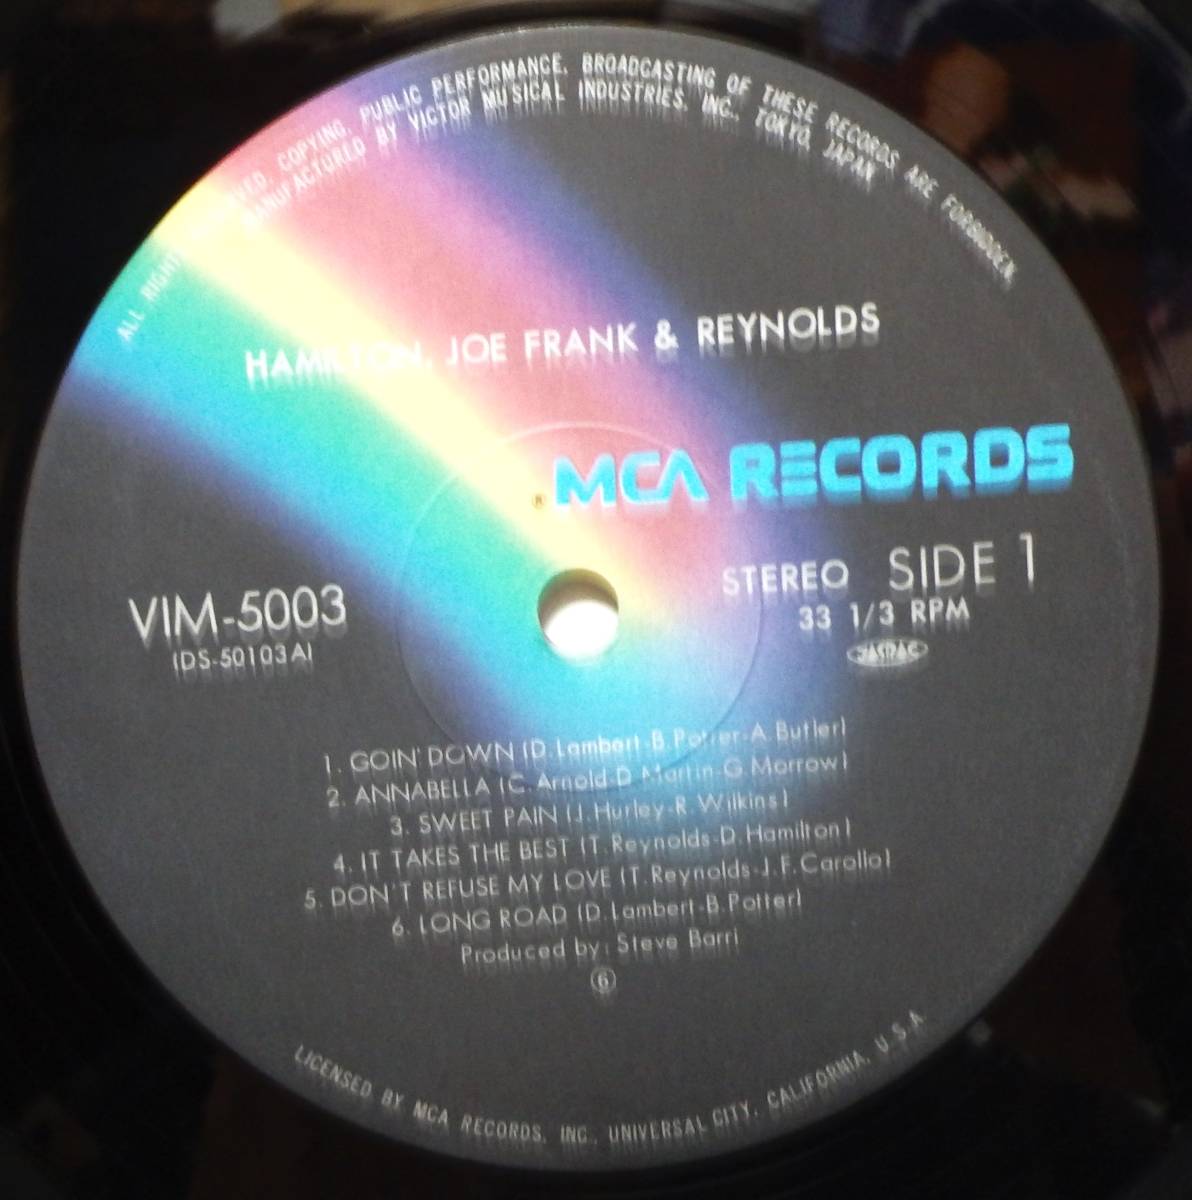 ALL RIGHTS RESERVED. COPYING, PUBLIC PERFORMANCE, BROADCASTING OF THESE RECORDS ARE FORBIDDEN.
MANUFACTURED BY VICTOR MUSICAL INDUSTRIES, INC., TOKYO, JAPAN
HAMILTON, JOE FRANK & REYNOLDS
® MCA RECORDS
STEREO SIDE 1
33 1/3 RPM
JASRAC
VIM-5003
(DS-50103A)
1. GOIN' DOWN (D. Lambert-B. Potter-A. Butler)
2. ANNABELLA (C. Arnold-D. Martin-G. Morrow)
3. SWEET PAIN (J. Hurley-R. Wilkins)
4. IT TAKES THE BEST (T. Reynolds-D. Hamilton)
5. DON'T REFUSE MY LOVE (T. Reynolds-J. F. Carollo)
6. LONG ROAD (D. Lambert-B. Potter)
Produced by: Steve Barri
⑥
LICENSED BY MCA RECORDS, INC., UNIVERSAL CITY, CALIFORNIA, U.S.A.